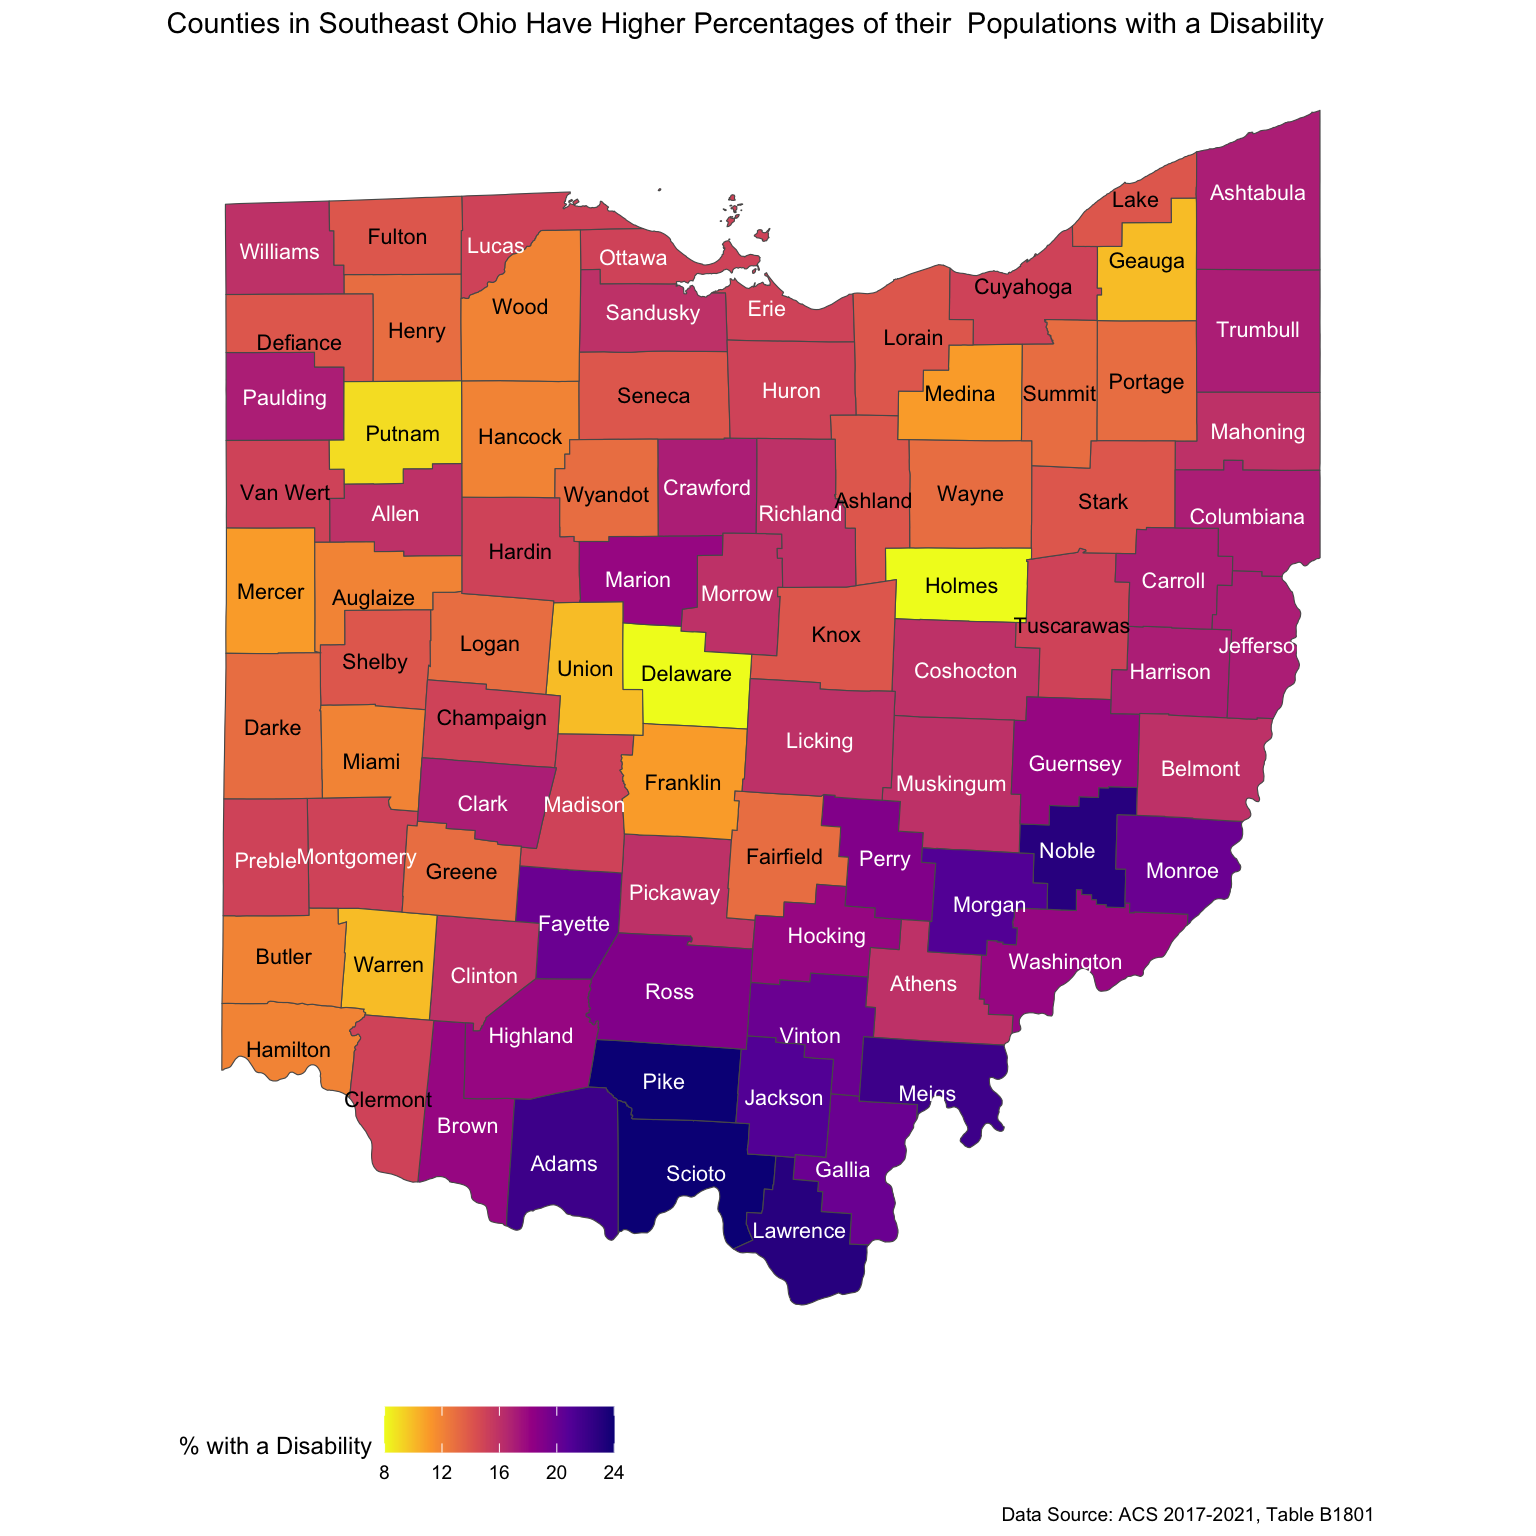 Counties in Southeast Ohio Have Higher Percentages of their  Populations with a Disability
Ashtabula
Lake
Fulton
Lucas
Williams
Ottawa
Geauga
Cuyahoga
Wood
Erie
Sandusky
Trumbull
Henry
Lorain
Defiance
Portage
Huron
Medina
Summit
Seneca
Paulding
Mahoning
Putnam
Hancock
Crawford
Van Wert
Wyandot
Wayne
Ashland
Stark
Allen
Richland
Columbiana
Hardin
Marion
Carroll
Holmes
Mercer
Morrow
Auglaize
Tuscarawas
Knox
Logan
Jefferso
Shelby
Union
Coshocton
Harrison
Delaware
Champaign
Darke
Licking
Miami
Guernsey
Belmont
Franklin
Muskingum
Clark
Madison
Noble
Montgomery
Fairfield
Perry
Preble
Greene
Monroe
Pickaway
Morgan
Fayette
Hocking
Butler
Washington
Warren
Clinton
Athens
Ross
Highland
Vinton
Hamilton
Pike
Meigs
Jackson
Clermont
Brown
Adams
Gallia
Scioto
Lawrence
% with a Disability
8 12 16 20 24
Data Source: ACS 2017-2021, Table B1801